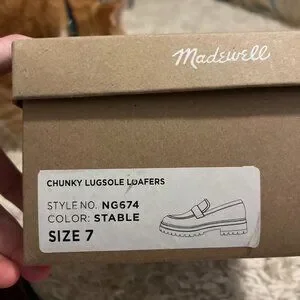 Madewell
CHUNKY LUGSOLE LOAFERS
STYLE NO. NG674
COLOR: STABLE
SIZE 7